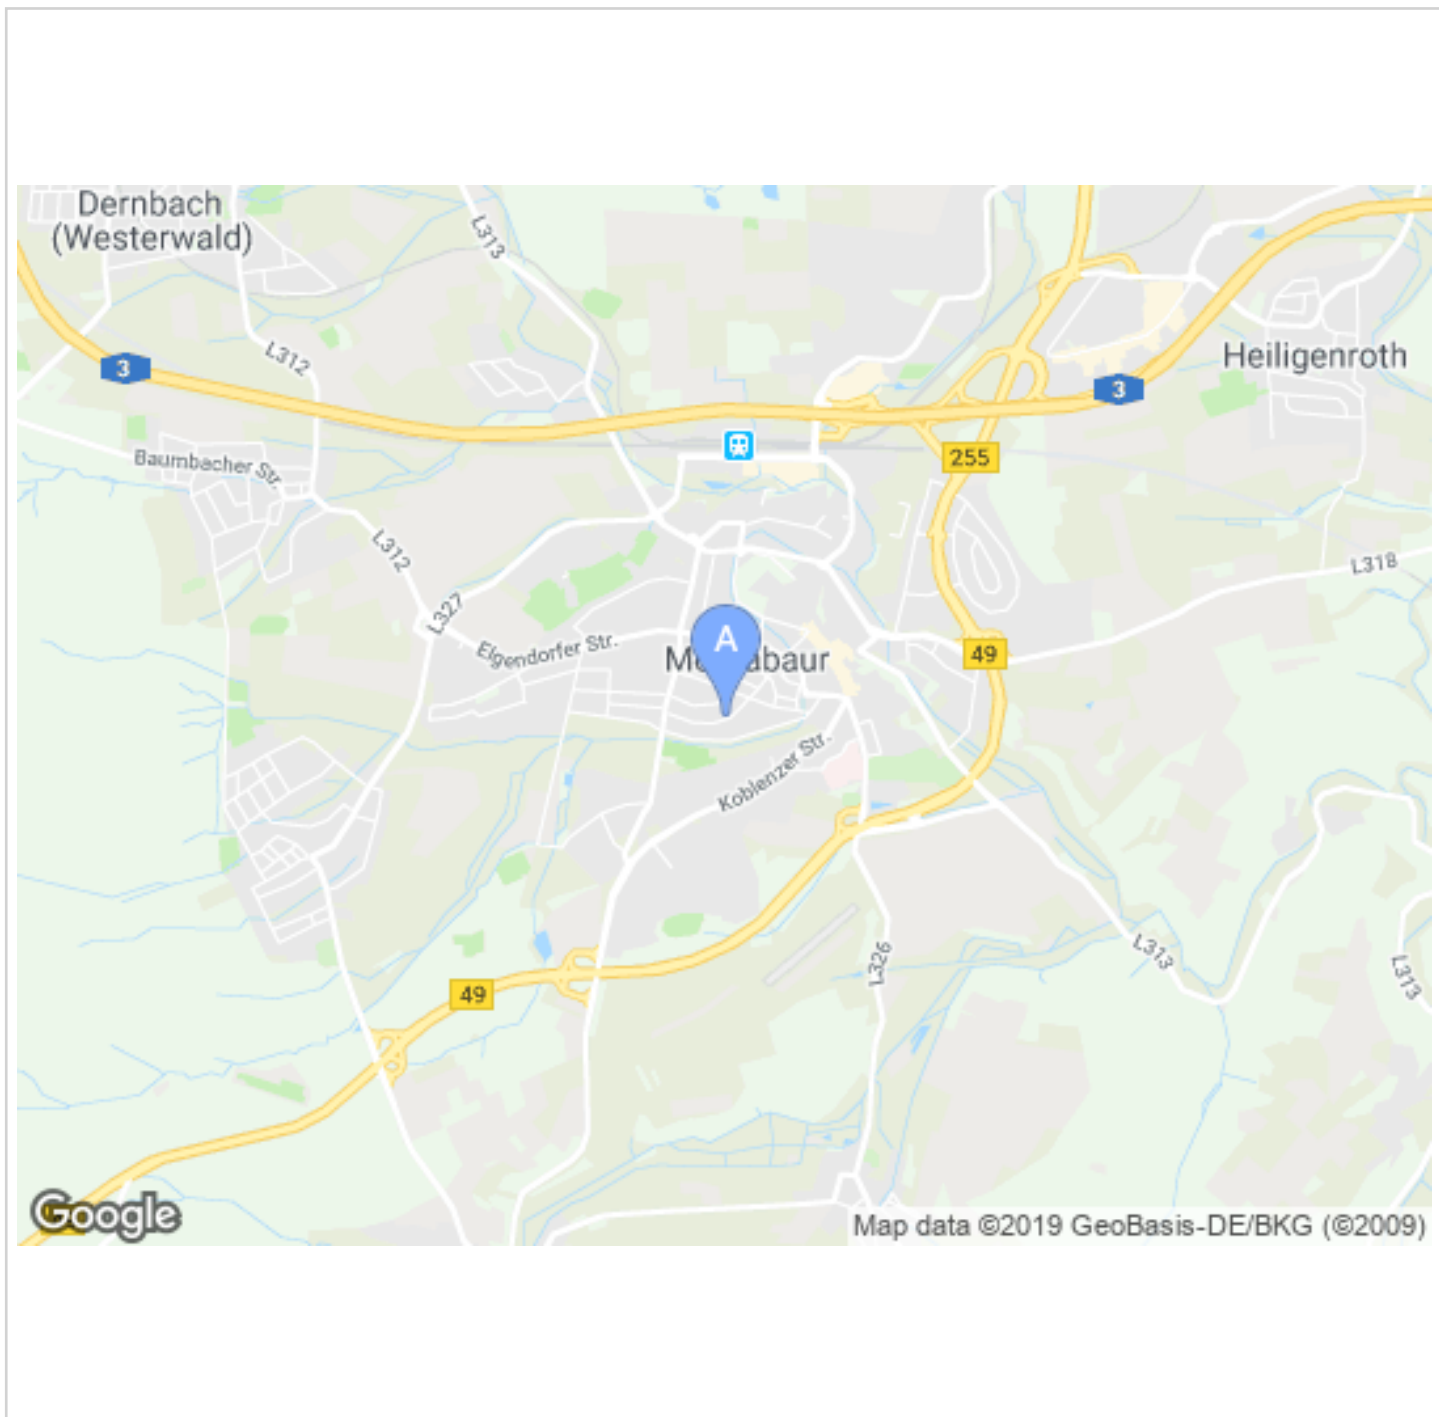 Dernbach
(Westerwald)
L313
L312
3
3
Heiligenroth
Baumbacher Str.
255
L312
L318
L327
Elgendorfer Str.
A
49
Koblenzer Str.
L326
L313
L313
49
Google
Map data ©2019 GeoBasis-DE/BKG (©2009)